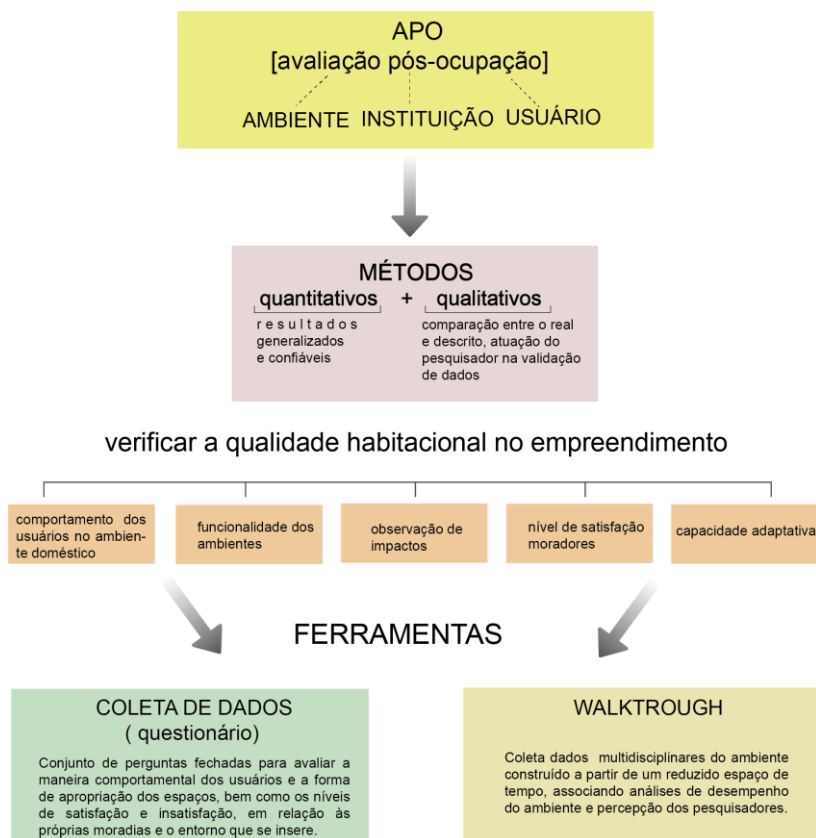 APO
[avaliação pós-ocupação]
AMBIENTE INSTITUIÇÃO USUÁRIO
MÉTODOS
quantitativos + qualitativos
resultados
generalizados
e confiáveis
comparação entre o real
e descrito, atuação do
pesquisador na validação
de dados
verificar a qualidade habitacional no empreendimento
comportamento dos
usuários no ambien-
te doméstico
funcionalidade dos
ambientes
observação de
impactos
nível de satisfação
moradores
capacidade adaptativa
FERRAMENTAS
COLETA DE DADOS
( questionário)
Conjunto de perguntas fechadas para avaliar a
maneira comportamental dos usuários e a forma
de apropriação dos espaços, bem como os níveis
de satisfação e insatisfação, em relação às
próprias moradias e o entorno que se insere.
WALKTROUGH
Coleta dados multidisciplinares do ambiente
construído a partir de um reduzido espaço de
tempo, associando análises de desempenho
do ambiente e percepção dos pesquisadores.